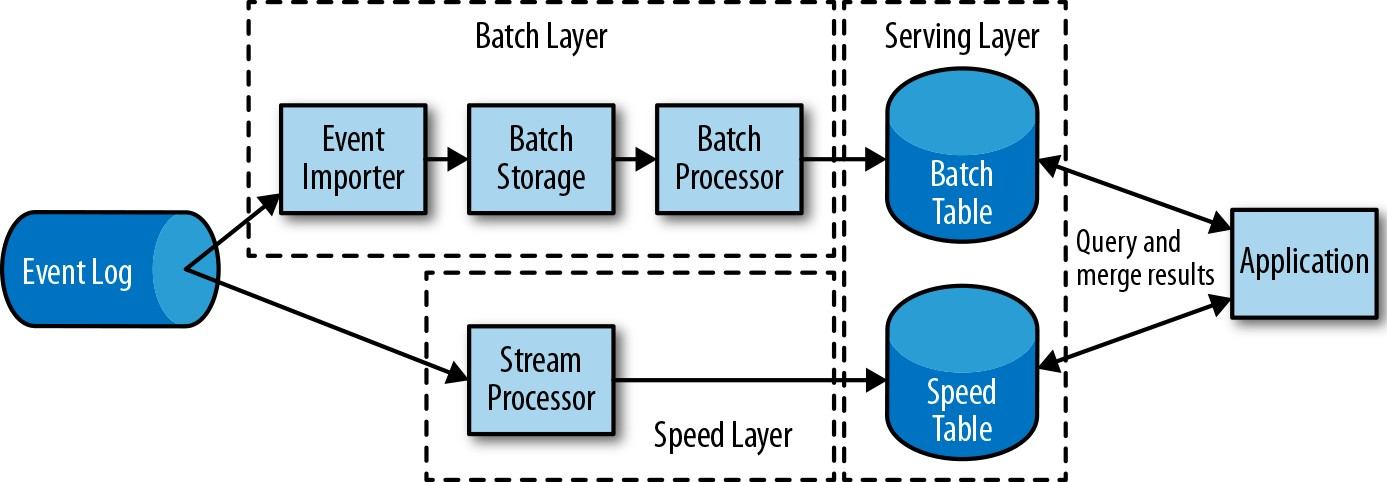 Batch Layer
Serving Layer
Event
Importer
Batch
Storage
Batch
Processor
Batch
Table
Event Log
Query and
merge results
Application
Stream
Processor
Speed
Table
Speed Layer